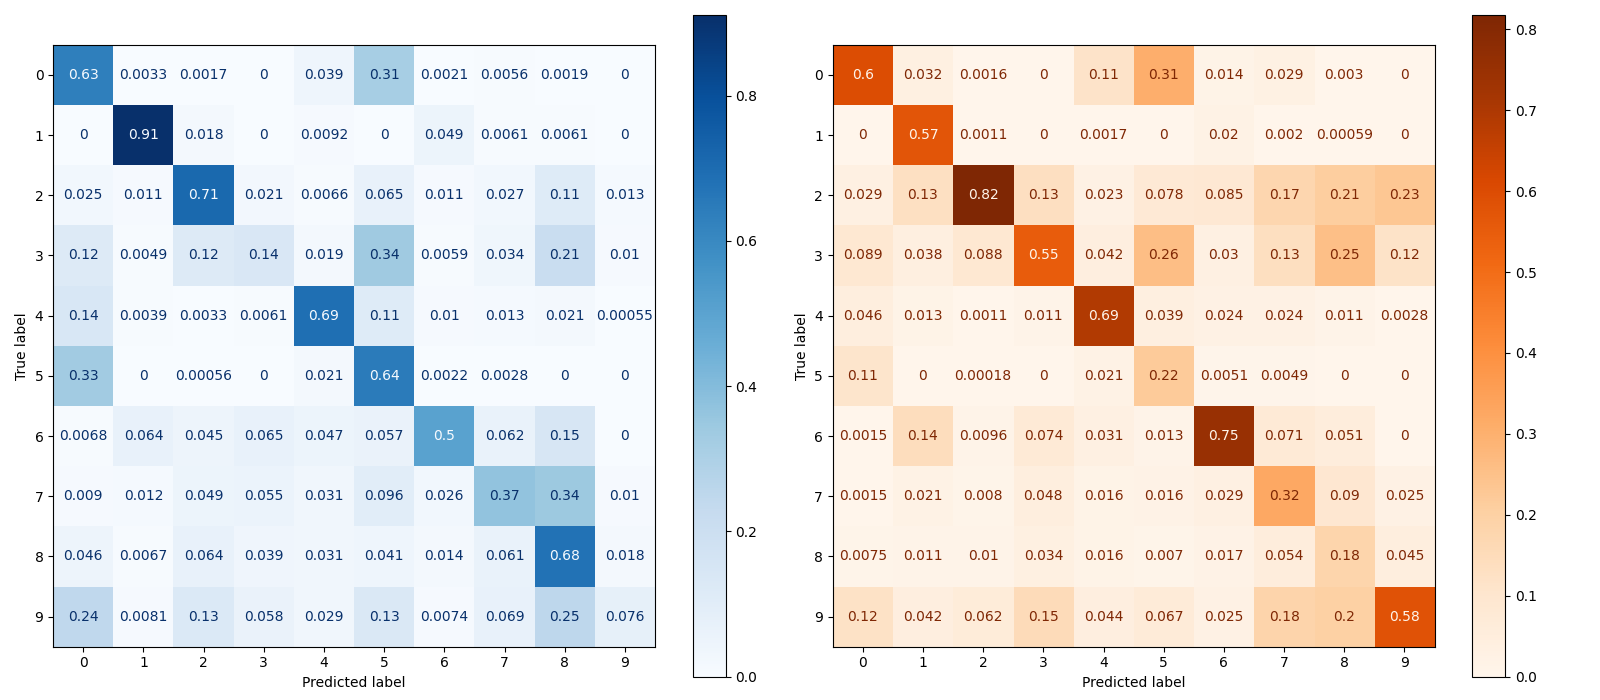 0 0.63 0.0033 0.0017 0 0.039 0.31 0.0021 0.0056 0.0019 0
1 0 0.91 0.018 0 0.0092 0 0.049 0.0061 0.0061 0
2 0.025 0.011 0.71 0.021 0.0066 0.065 0.011 0.027 0.11 0.013
3 0.12 0.0049 0.12 0.14 0.019 0.34 0.0059 0.034 0.21 0.01
4 0.14 0.0039 0.0033 0.0061 0.69 0.11 0.01 0.013 0.021 0.00055
5 0.33 0 0.00056 0 0.021 0.64 0.0022 0.0028 0 0
6 0.0068 0.064 0.045 0.065 0.047 0.057 0.5 0.062 0.15 0
7 0.009 0.012 0.049 0.055 0.031 0.096 0.026 0.37 0.34 0.01
8 0.046 0.0067 0.064 0.039 0.031 0.041 0.014 0.061 0.68 0.018
9 0.24 0.0081 0.13 0.058 0.029 0.13 0.0074 0.069 0.25 0.076
0 1 2 3 4 5 6 7 8 9
Predicted label
True label
0.8
0.6
0.4
0.2
0.0
0 0.6 0.032 0.0016 0 0.11 0.31 0.014 0.029 0.003 0
1 0 0.57 0.0011 0 0.0017 0 0.02 0.002 0.00059 0
2 0.029 0.13 0.82 0.13 0.023 0.078 0.085 0.17 0.21 0.23
3 0.089 0.038 0.088 0.55 0.042 0.26 0.03 0.13 0.25 0.12
4 0.046 0.013 0.0011 0.011 0.69 0.039 0.024 0.024 0.011 0.0028
5 0.11 0 0.00018 0 0.021 0.22 0.0051 0.0049 0 0
6 0.0015 0.14 0.0096 0.074 0.031 0.013 0.75 0.071 0.051 0
7 0.0015 0.021 0.008 0.048 0.016 0.016 0.029 0.32 0.09 0.025
8 0.0075 0.011 0.01 0.034 0.016 0.007 0.017 0.054 0.18 0.045
9 0.12 0.042 0.062 0.15 0.044 0.067 0.025 0.18 0.2 0.58
0 1 2 3 4 5 6 7 8 9
Predicted label
True label
0.8
0.7
0.6
0.5
0.4
0.3
0.2
0.1
0.0